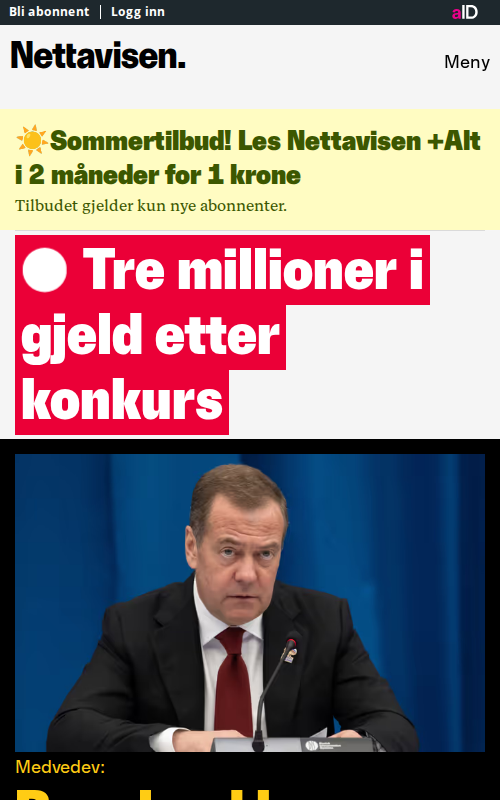 Bli abonnent | Logg inn
aID
Nettavisen.
Meny
☀️Sommertilbud! Les Nettavisen +Alt
i 2 måneder for 1 krone
Tilbudet gjelder kun nye abonnenter.
Tre millioner i
gjeld etter
konkurs
Medvedev: